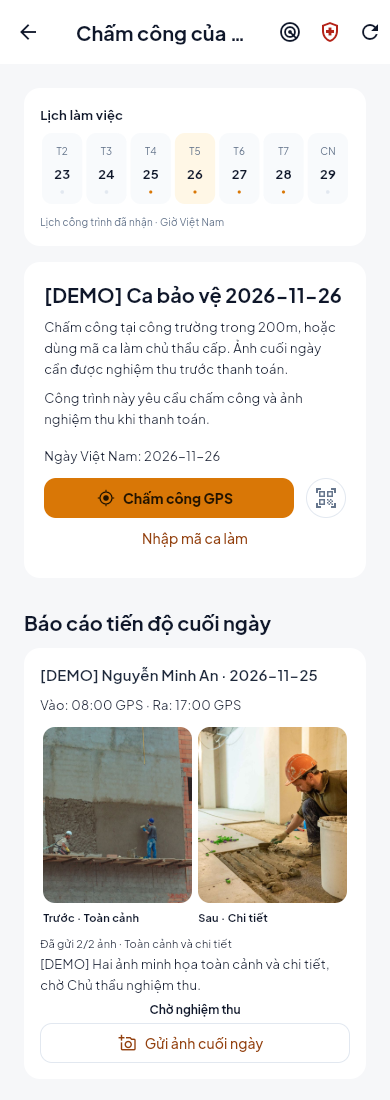 Chấm công của ...
Lịch làm việc
T2 T3 T4 T5 T6 T7 CN
23 24 25 26 27 28 29
Lịch công trình đã nhận · Giờ Việt Nam
[DEMO] Ca bảo vệ 2026-11-26
Chấm công tại công trường trong 200m, hoặc
dùng mã ca làm chủ thầu cấp. Ảnh cuối ngày
cần được nghiệm thu trước thanh toán.
Công trình này yêu cầu chấm công và ảnh
nghiệm thu khi thanh toán.
Ngày Việt Nam: 2026-11-26
Chấm công GPS
Nhập mã ca làm
Báo cáo tiến độ cuối ngày
[DEMO] Nguyễn Minh An · 2026-11-25
Vào: 08:00 GPS · Ra: 17:00 GPS
Trước · Toàn cảnh
Sau · Chi tiết
Đã gửi 2/2 ảnh · Toàn cảnh và chi tiết
[DEMO] Hai ảnh minh họa toàn cảnh và chi tiết,
chờ Chủ thầu nghiệm thu.
Chờ nghiệm thu
Gửi ảnh cuối ngày